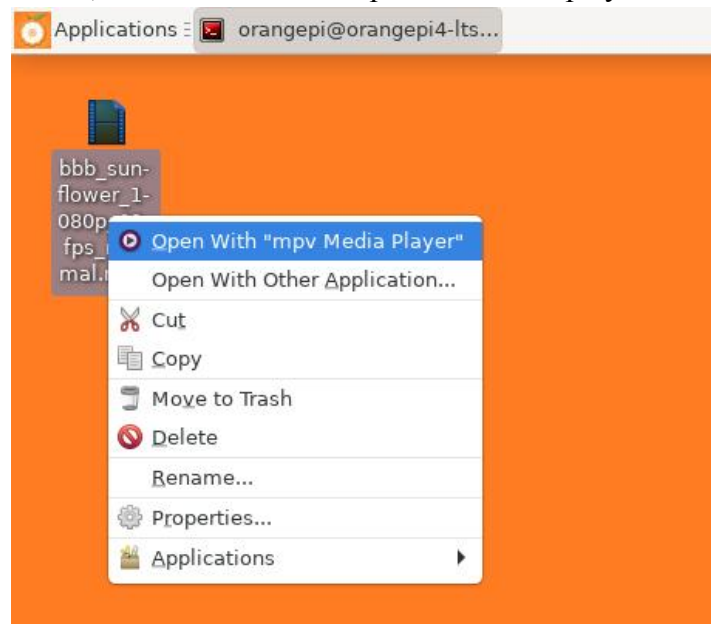 Applications
orangepi@orangepi4-lts...
bbb_sun-
flower_1-
080p
fps_
mal.
Open With "mpv Media Player"
Open With Other Application...
Cut
Copy
Move to Trash
Delete
Rename...
Properties...
Applications